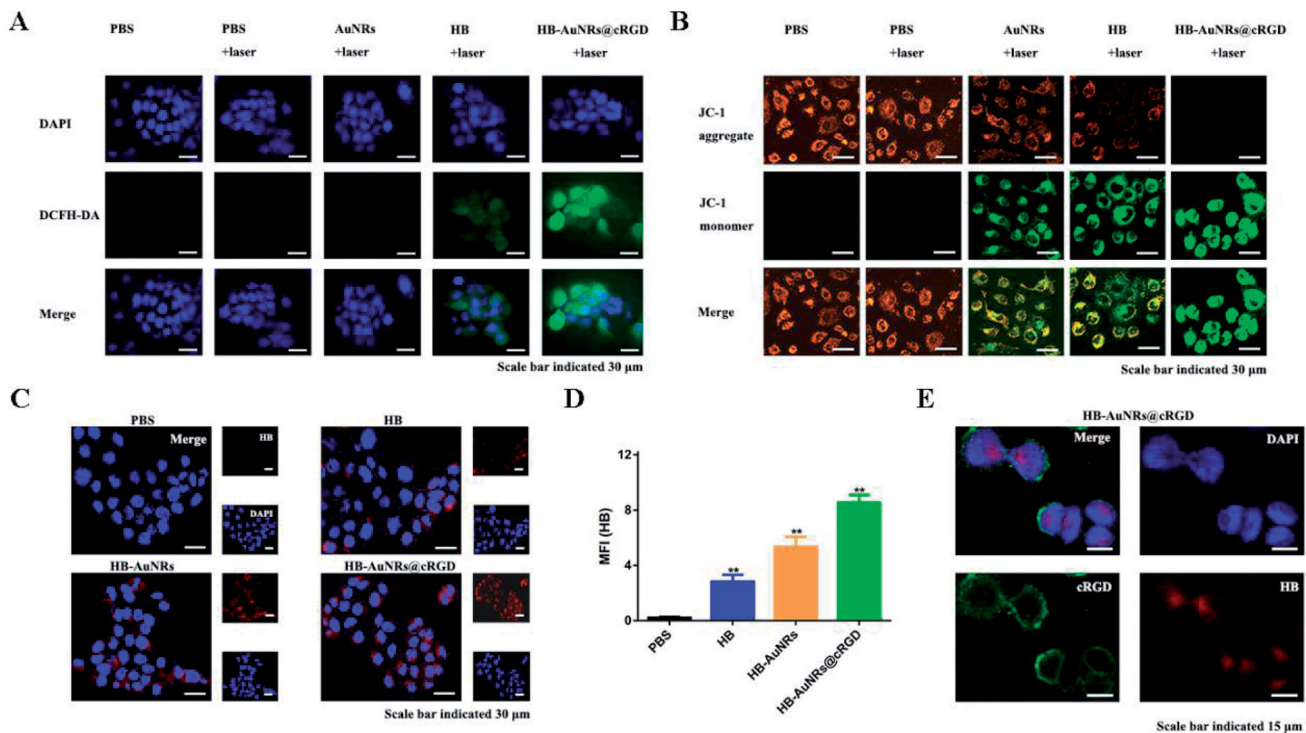 A
PBS PBS AuNRs HB HB-AuNRs@cRGD
+laser +laser +laser +laser
DAPI
DCFH-DA
Merge
Scale bar indicated 30 μm
B
PBS PBS AuNRs HB HB-AuNRs@cRGD
+laser +laser +laser +laser
JC-1
aggregate
JC-1
monomer
Merge
Scale bar indicated 30 μm
C
PBS
Merge
HB
DAPI
HB
HB-AuNRs
HB-AuNRs@cRGD
Scale bar indicated 30 μm
D
MFI (HB)
12
8
4
0
**
**
**
PBS
HB
HB-AuNRs
HB-AuNRs@cRGD
E
HB-AuNRs@cRGD
Merge
DAPI
cRGD
HB
Scale bar indicated 15 μm